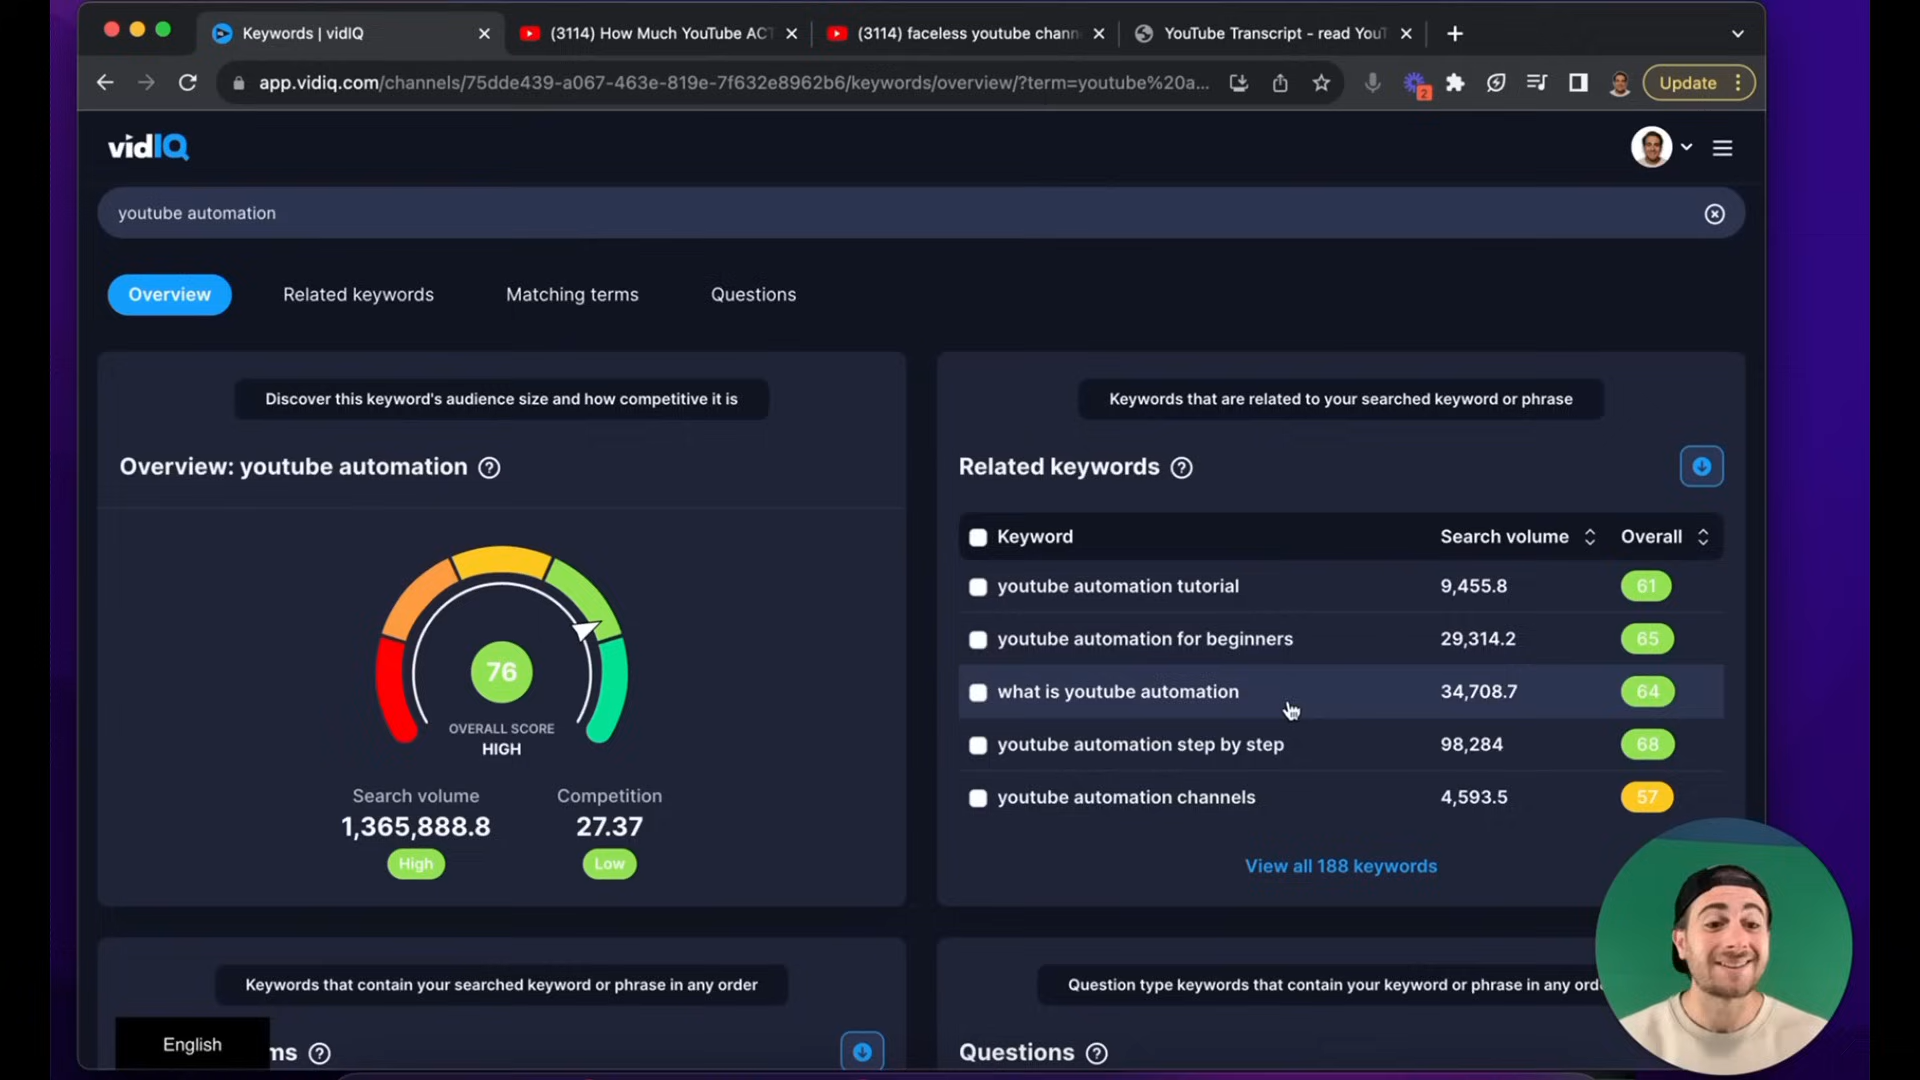 Keywords | vidIQ
(3114) How Much YouTube ACT
(3114) faceless youtube chann
YouTube Transcript - read YouT
app.vidiq.com/channels/75dde439-a067-463e-819e-7f632e8962b6/keywords/overview/?term=youtube%20a...
2
Update
vidIQ
youtube automation
Overview
Related keywords
Matching terms
Questions
Discover this keyword's audience size and how competitive it is
Overview: youtube automation
76
OVERALL SCORE
HIGH
Search volume
Competition
1,365,888.8
27.37
High
Low
Keywords that are related to your searched keyword or phrase
Related keywords
Keyword Search volume Overall
youtube automation tutorial 9,455.8 61
youtube automation for beginners 29,314.2 65
what is youtube automation 34,708.7 64
youtube automation step by step 98,284 68
youtube automation channels 4,593.5 57
View all 188 keywords
Keywords that contain your searched keyword or phrase in any order
English
ms
Question type keywords that contain your keyword or phrase in any ord
Questions